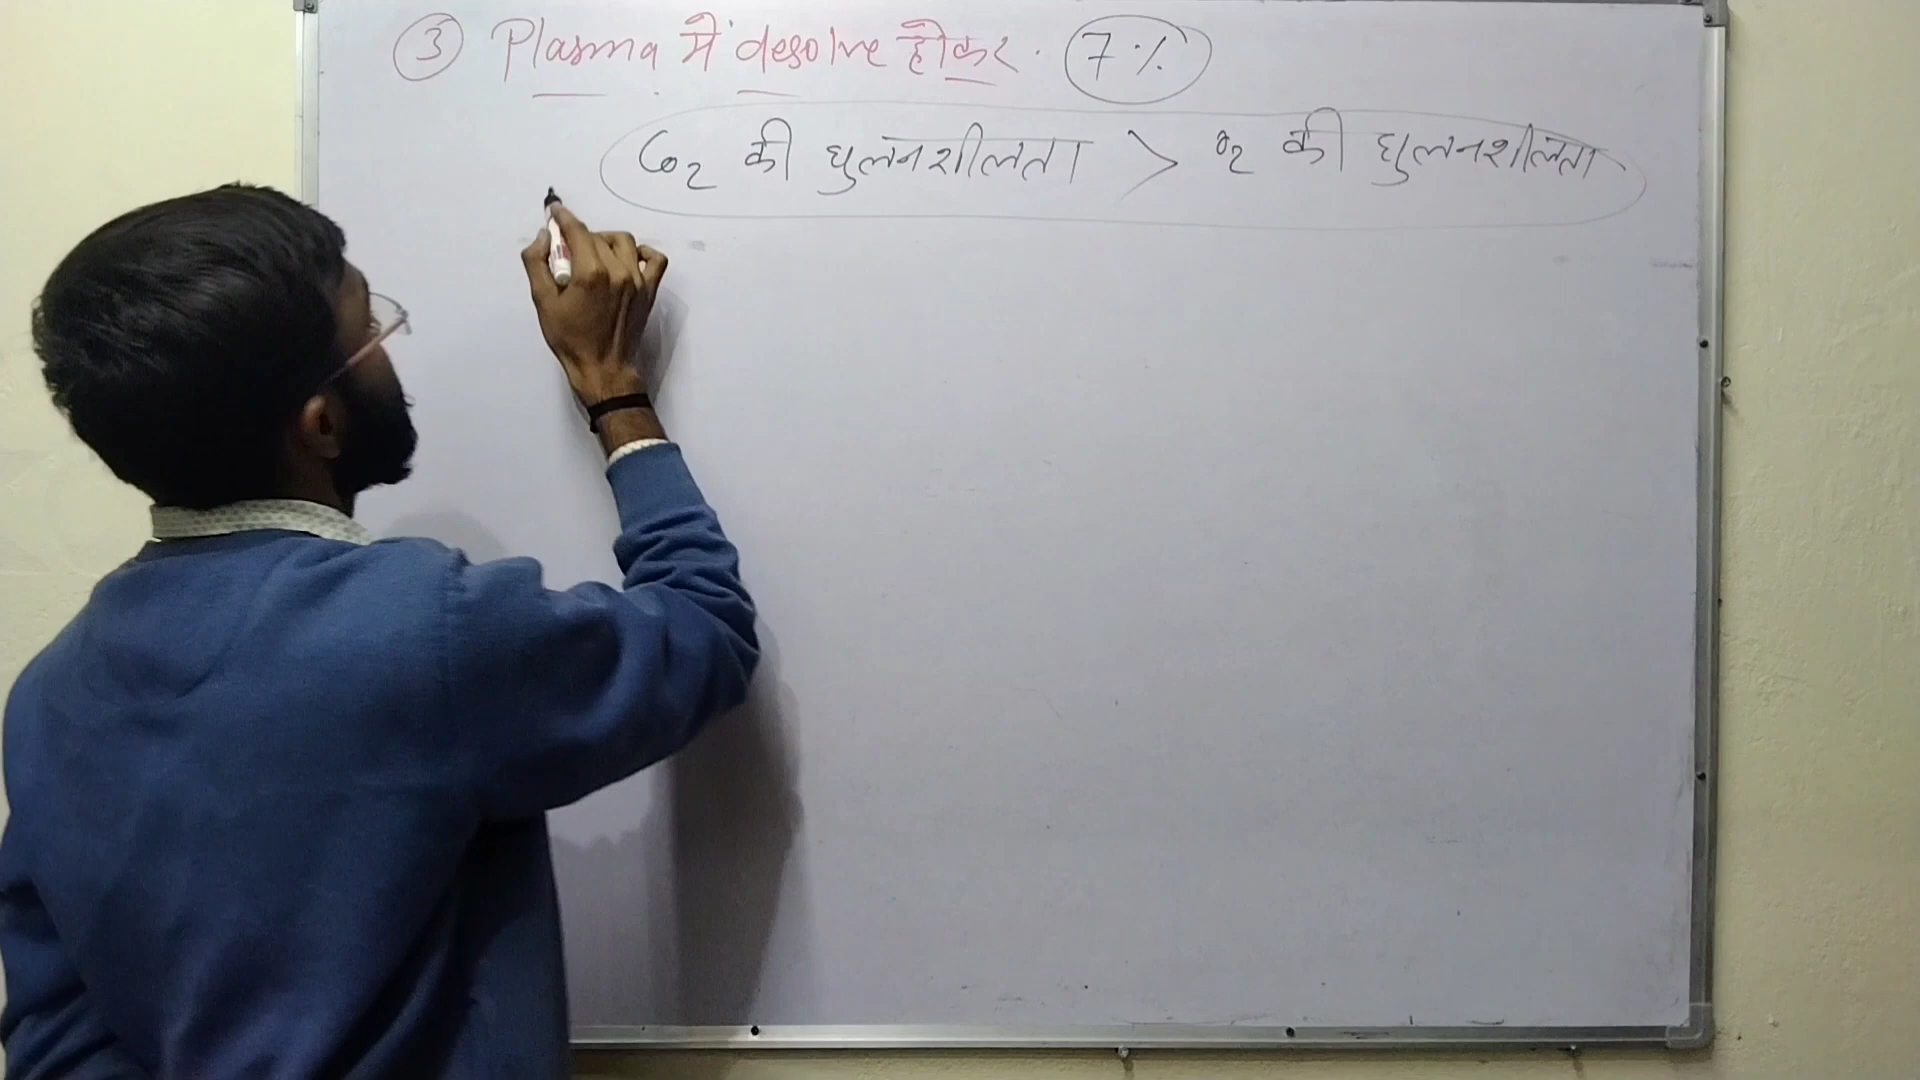 ③ Plasma में desolve होकर. 7%
CO2 की घुलनशीलता > O2 की घुलनशीलता